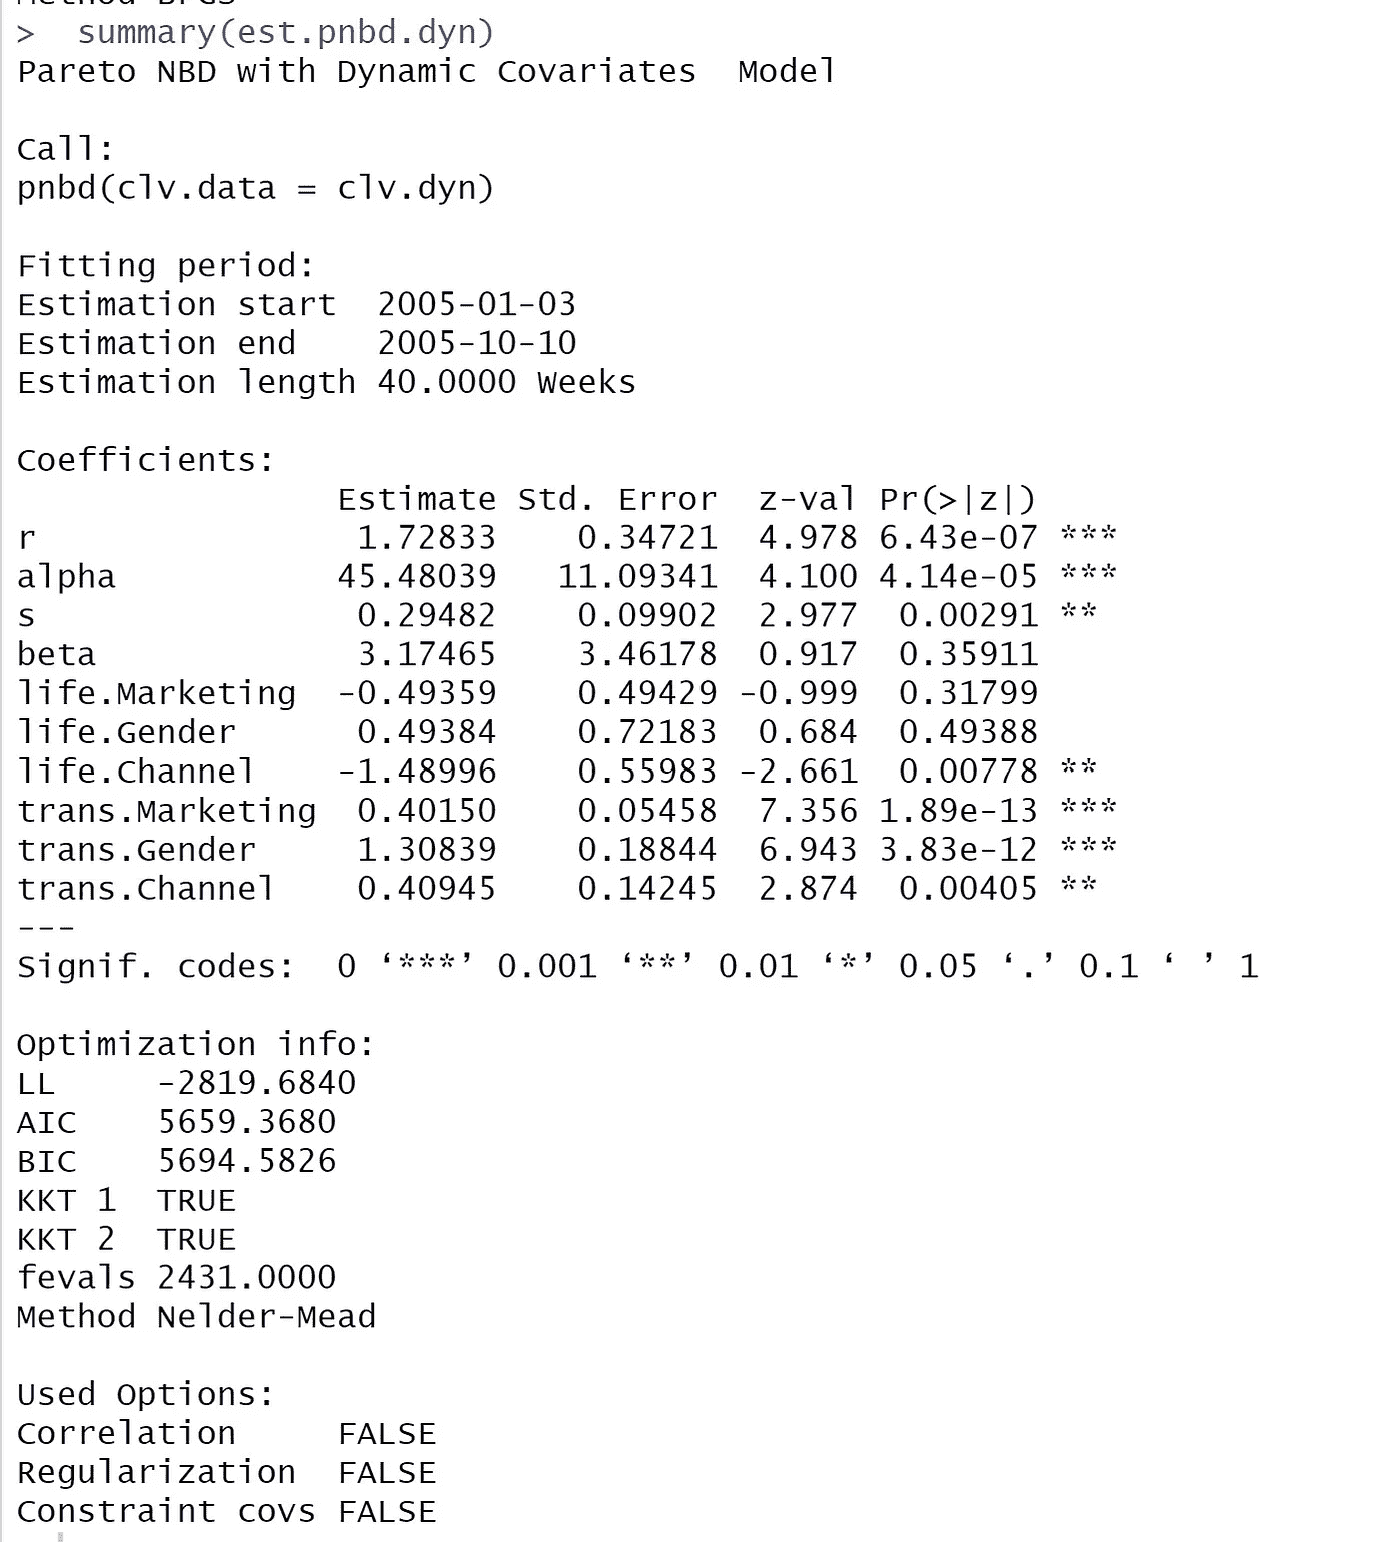 > summary(est.pnbd.dyn)
Pareto NBD with Dynamic Covariates  Model
Call:
pnbd(clv.data = clv.dyn)
Fitting period:
Estimation start  2005-01-03
Estimation end    2005-10-10
Estimation length 40.0000 Weeks
Coefficients:
Estimate Std. Error  z-val Pr(>|z|)
r                1.72833    0.34721  4.978 6.43e-07 ***
alpha           45.48039   11.09341  4.100 4.14e-05 ***
s                0.29482    0.09902  2.977  0.00291 **
beta             3.17465    3.46178  0.917  0.35911
life.Marketing  -0.49359    0.49429 -0.999  0.31799
life.Gender      0.49384    0.72183  0.684  0.49388
life.Channel    -1.48996    0.55983 -2.661  0.00778 **
trans.Marketing  0.40150    0.05458  7.356 1.89e-13 ***
trans.Gender     1.30839    0.18844  6.943 3.83e-12 ***
trans.Channel    0.40945    0.14245  2.874  0.00405 **
---
Signif. codes:  0 ‘***’ 0.001 ‘**’ 0.01 ‘*’ 0.05 ‘.’ 0.1 ‘ ’ 1
Optimization info:
LL     -2819.6840
AIC    5659.3680
BIC    5694.5826
KKT 1  TRUE
KKT 2  TRUE
fevals 2431.0000
Method Nelder-Mead
Used Options:
Correlation     FALSE
Regularization  FALSE
Constraint covs FALSE